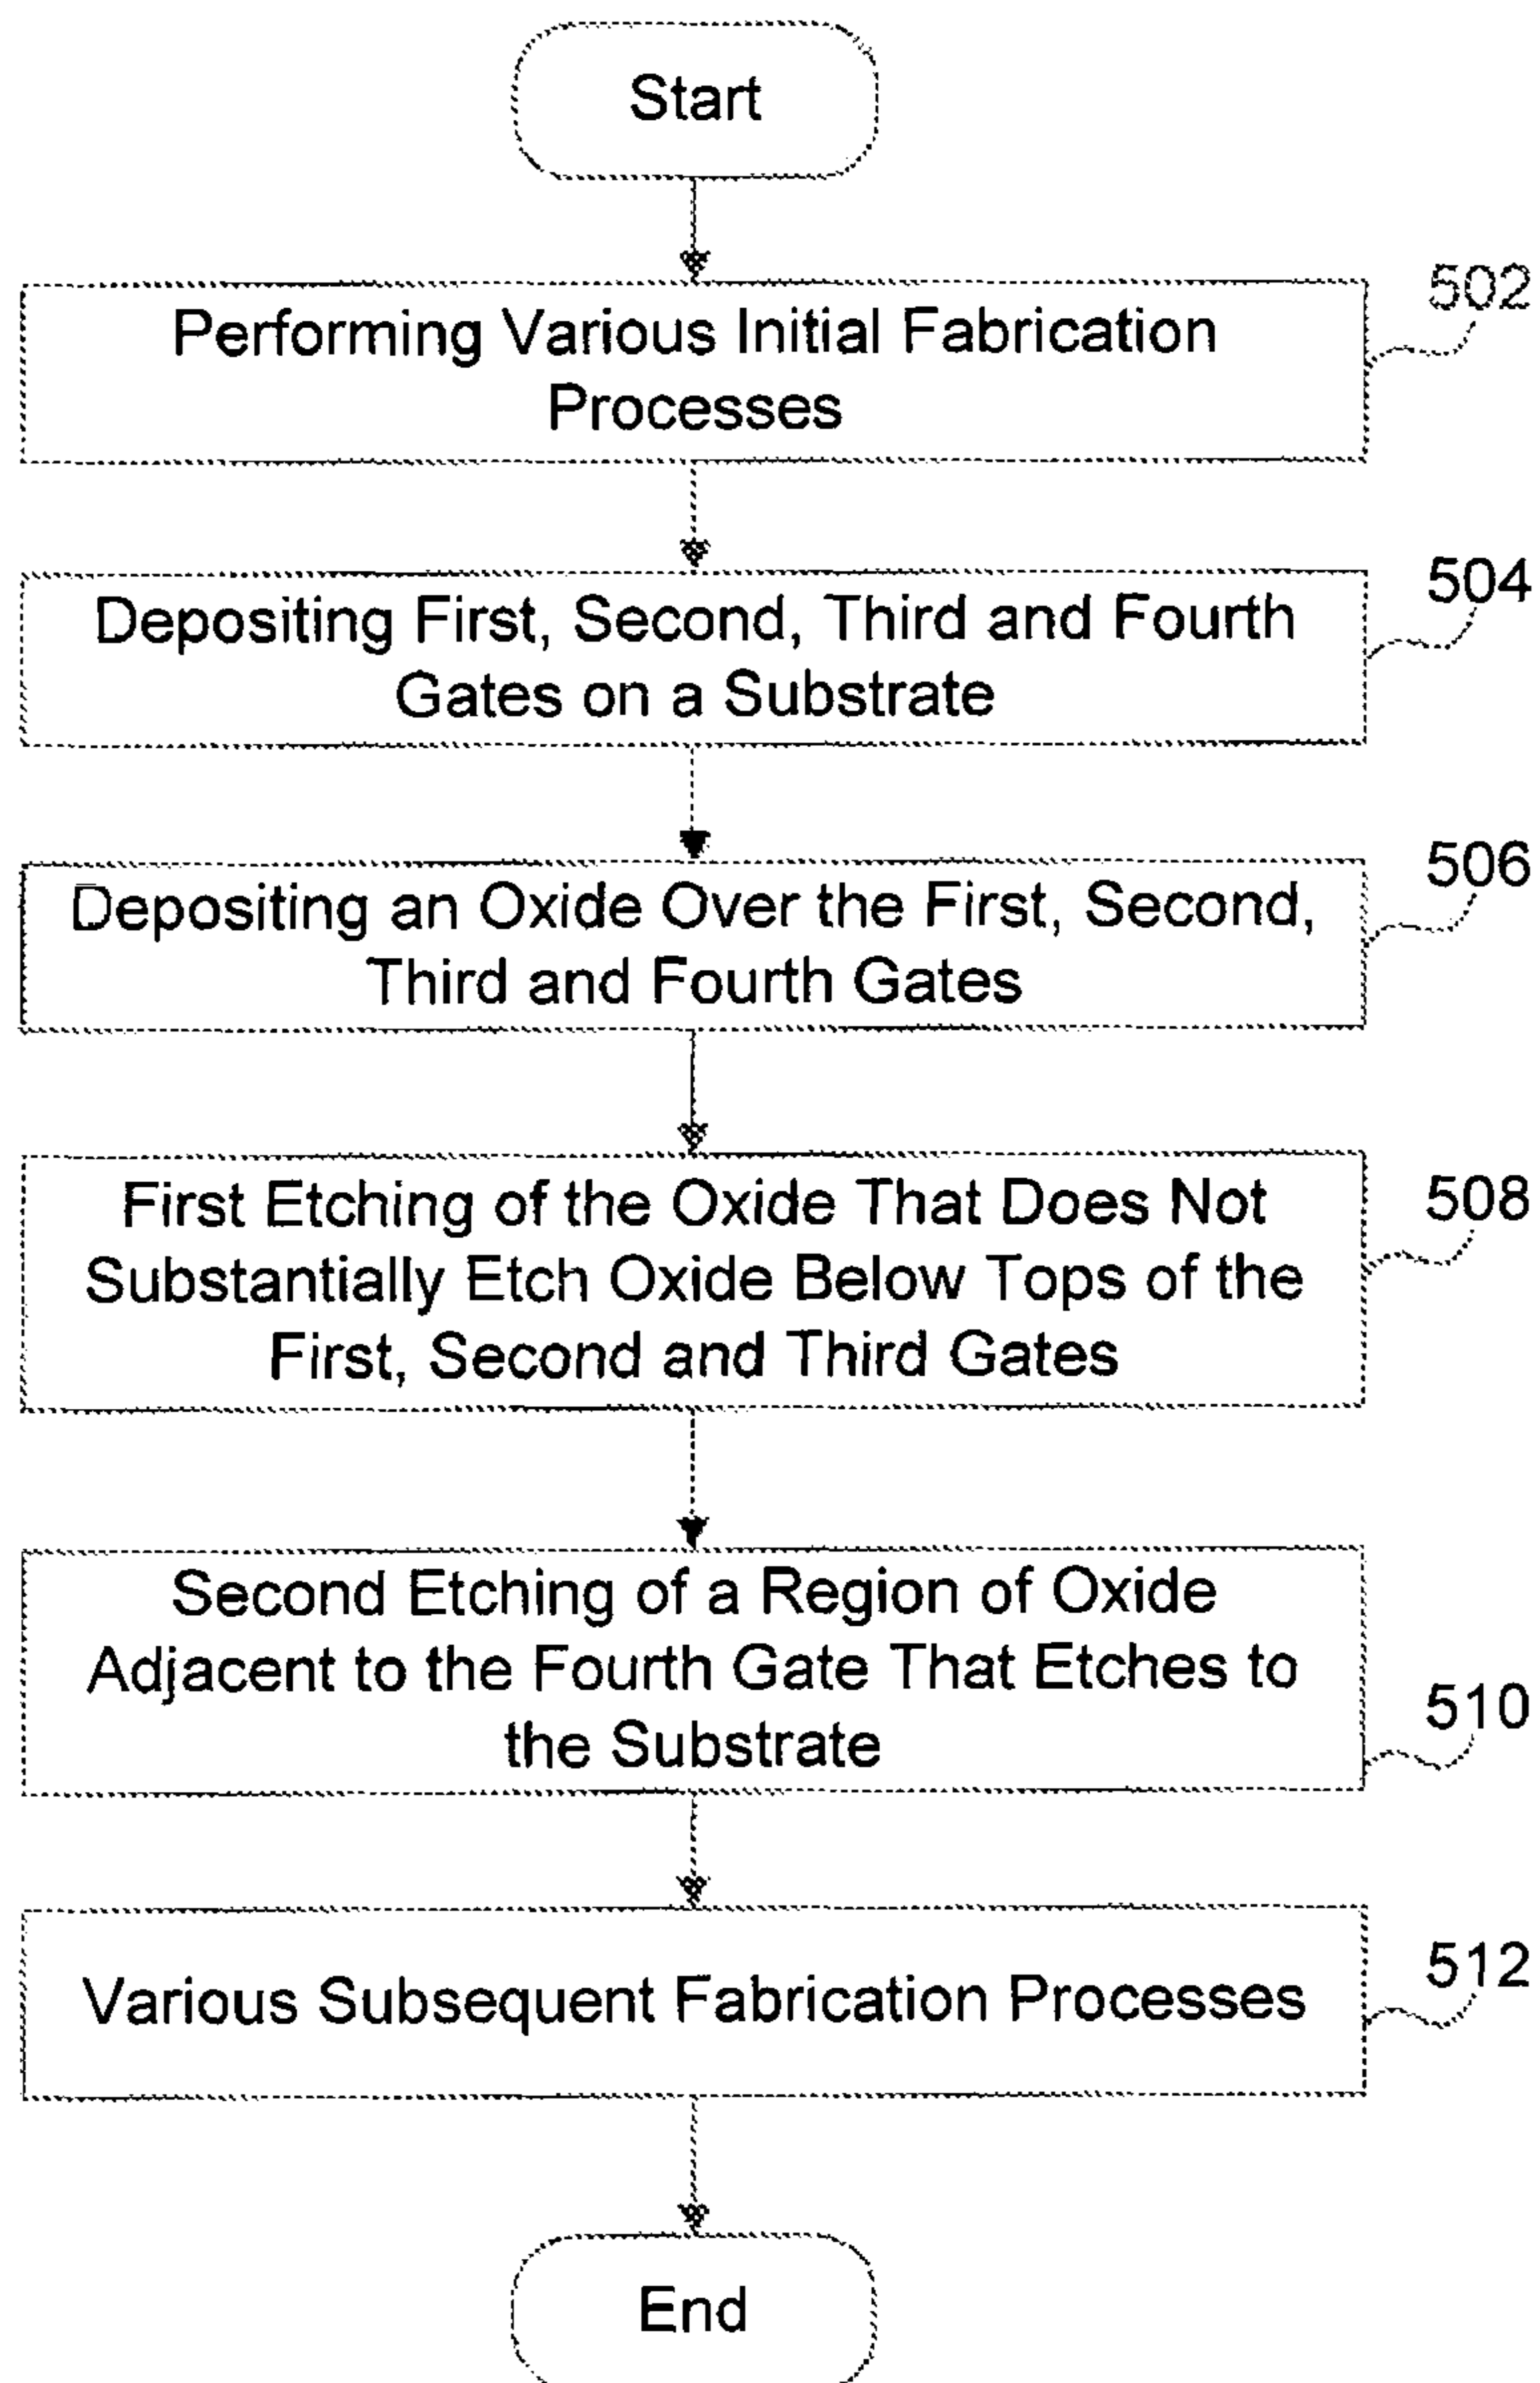 Start
502
Performing Various Initial Fabrication
Processes
504
Depositing First, Second, Third and Fourth
Gates on a Substrate
506
Depositing an Oxide Over the First, Second,
Third and Fourth Gates
508
First Etching of the Oxide That Does Not
Substantially Etch Oxide Below Tops of the
First, Second and Third Gates
510
Second Etching of a Region of Oxide
Adjacent to the Fourth Gate That Etches to
the Substrate
512
Various Subsequent Fabrication Processes
End